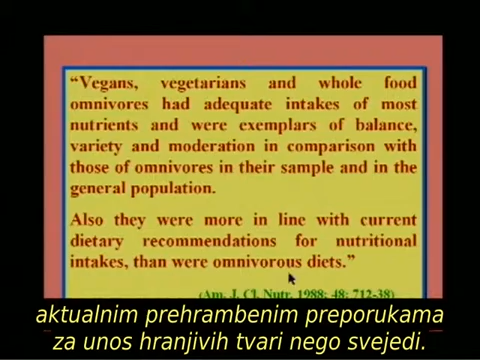 “Vegans, vegetarians and whole food
omnivores had adequate intakes of most
nutrients and were exemplars of balance,
variety and moderation in comparison with
those of omnivores in their sample and in the
general population.
Also they were more in line with current
dietary recommendations for nutritional
intakes, than were omnivorous diets.”
(Am. J. Cl. Nutr. 1988; 48: 712-38)
aktualnim prehrambenim preporukama
za unos hranjivih tvari nego svejedi.